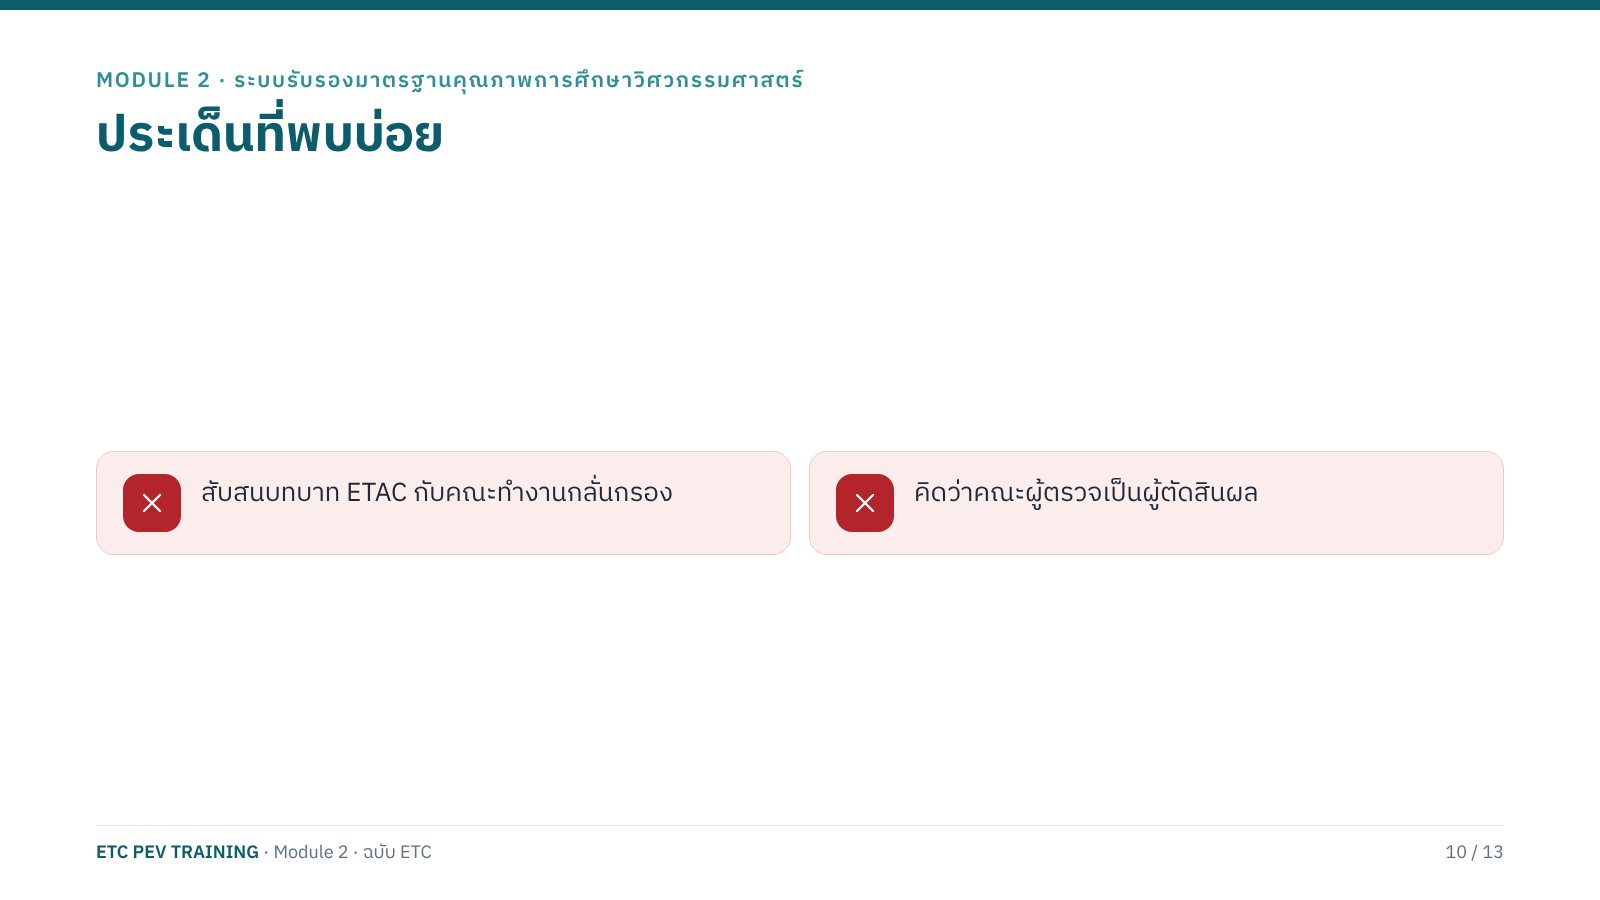 MODULE 2 · ระบบรับรองมาตรฐานคุณภาพการศึกษาวิศวกรรมศาสตร์
ประเด็นที่พบบ่อย
สับสนบทบาท ETAC กับคณะทำงานกลั่นกรอง
คิดว่าคณะผู้ตรวจเป็นผู้ตัดสินผล
ETC PEV TRAINING · Module 2 · ฉบับ ETC
10 / 13